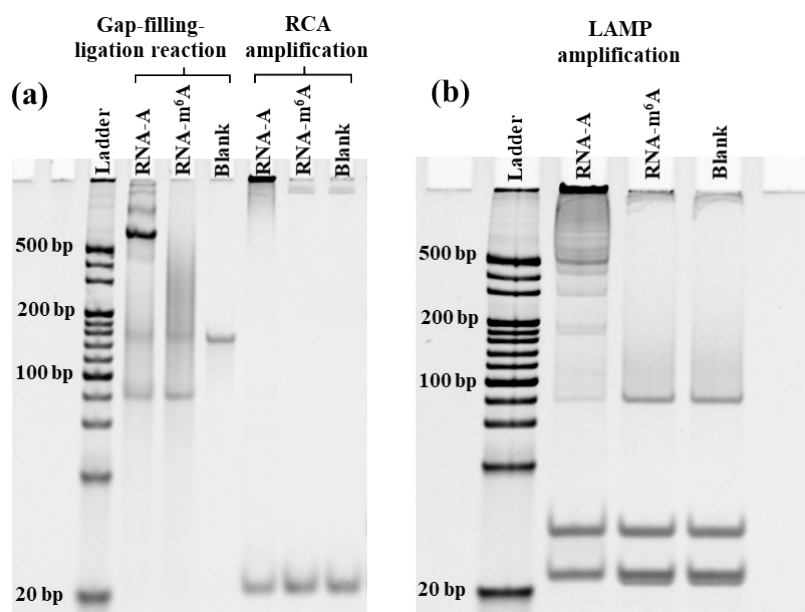 Gap-filling-
ligation reaction
RCA
amplification
(a)
Ladder
RNA-A
RNA-m⁶A
Blank
RNA-A
RNA-m⁶A
Blank
500 bp
200 bp
100 bp
20 bp
LAMP
amplification
(b)
Ladder
RNA-A
RNA-m⁶A
Blank
500 bp
200 bp
100 bp
20 bp